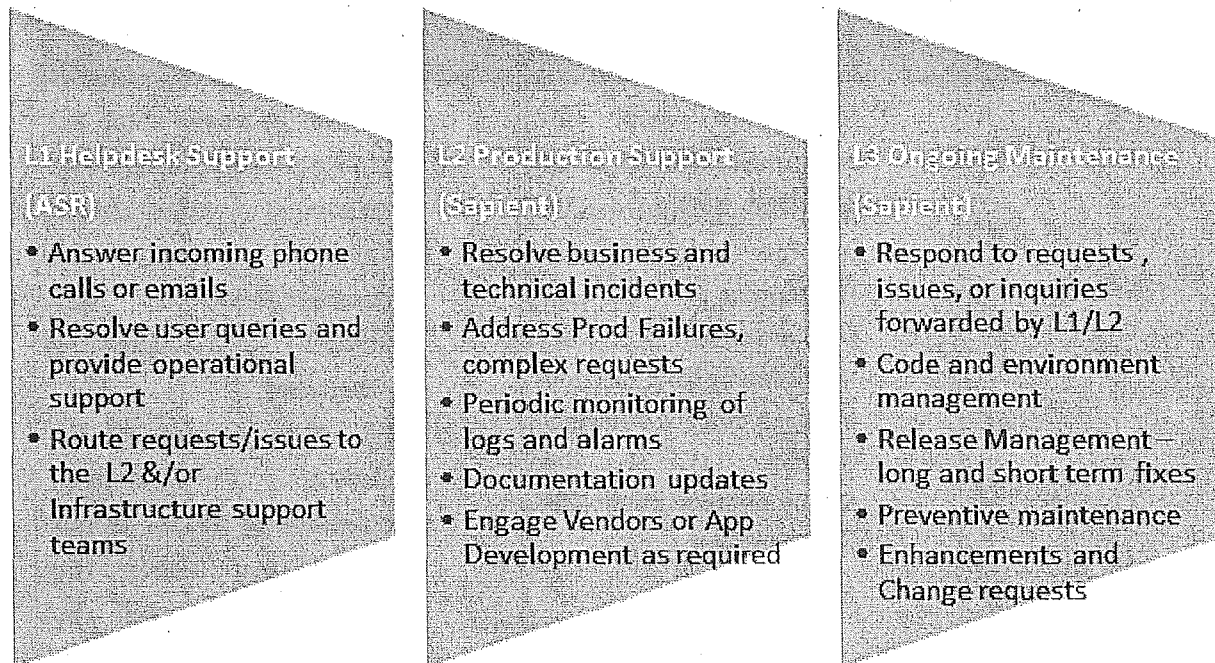 L1 Helpdesk Support
(ASR)
• Answer incoming phone
calls or emails
• Resolve user queries and
provide operational
support
• Route requests/issues to
the L2 &/or
Infrastructure support
teams
L2 Production Support
(Sapient)
• Resolve business and
technical incidents
• Address Prod Failures,
complex requests
• Periodic monitoring of
logs and alarms
• Documentation updates
• Engage Vendors or App
Development as required
L3 Ongoing Maintenance
(Sapient)
• Respond to requests ,
issues, or inquiries
forwarded by L1/L2
• Code and environment
management
• Release Management –
long and short term fixes
• Preventive maintenance
• Enhancements and
Change requests